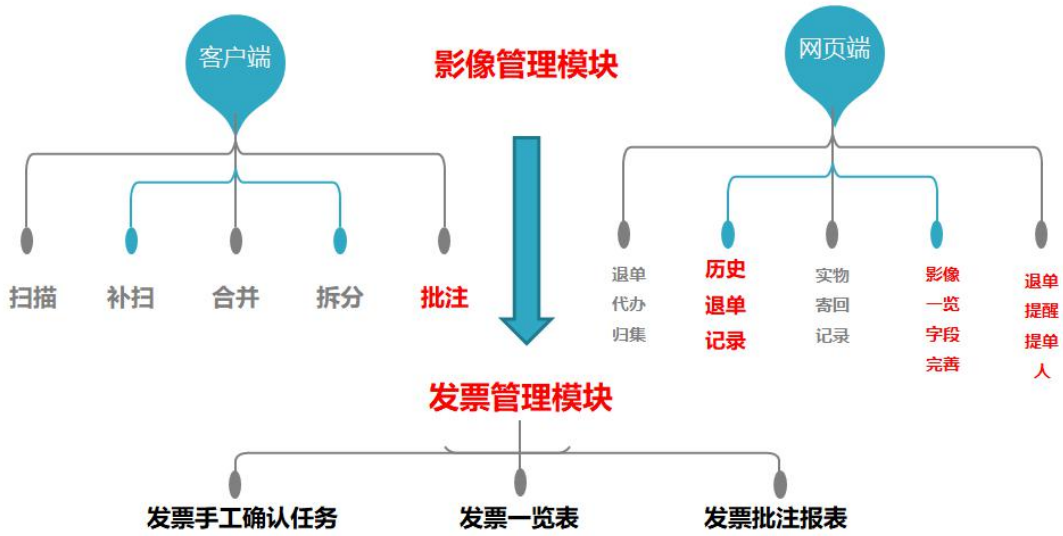 客户端
影像管理模块
网页端
扫描
补扫
合并
拆分
批注
退单
代办
归集
历史
退单
记录
实物
寄回
记录
影像
一览
字段
完善
退单
提醒
提单
人
发票管理模块
发票手工确认任务
发票一览表
发票批注报表